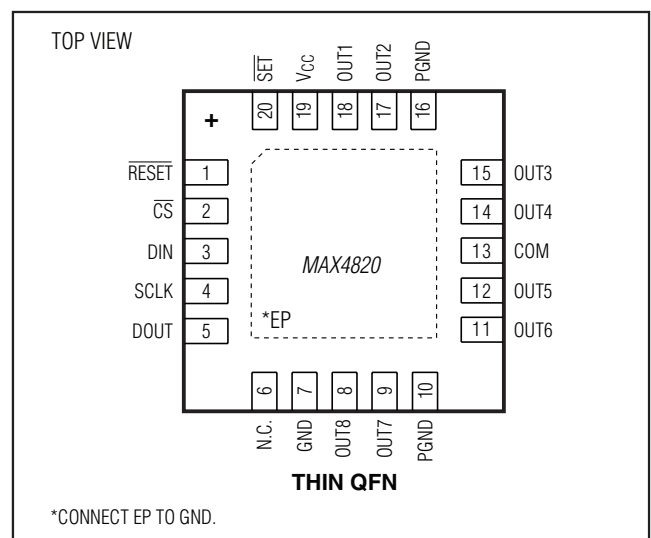 TOP VIEW
SET VCC OUT1 OUT2 PGND
20 19 18 17 16
+
RESET 1 15 OUT3
CS 2 14 OUT4
DIN 3 MAX4820 13 COM
SCLK 4 12 OUT5
DOUT 5 *EP 11 OUT6
6 7 8 9 10
N.C. GND OUT8 OUT7 PGND
THIN QFN
*CONNECT EP TO GND.